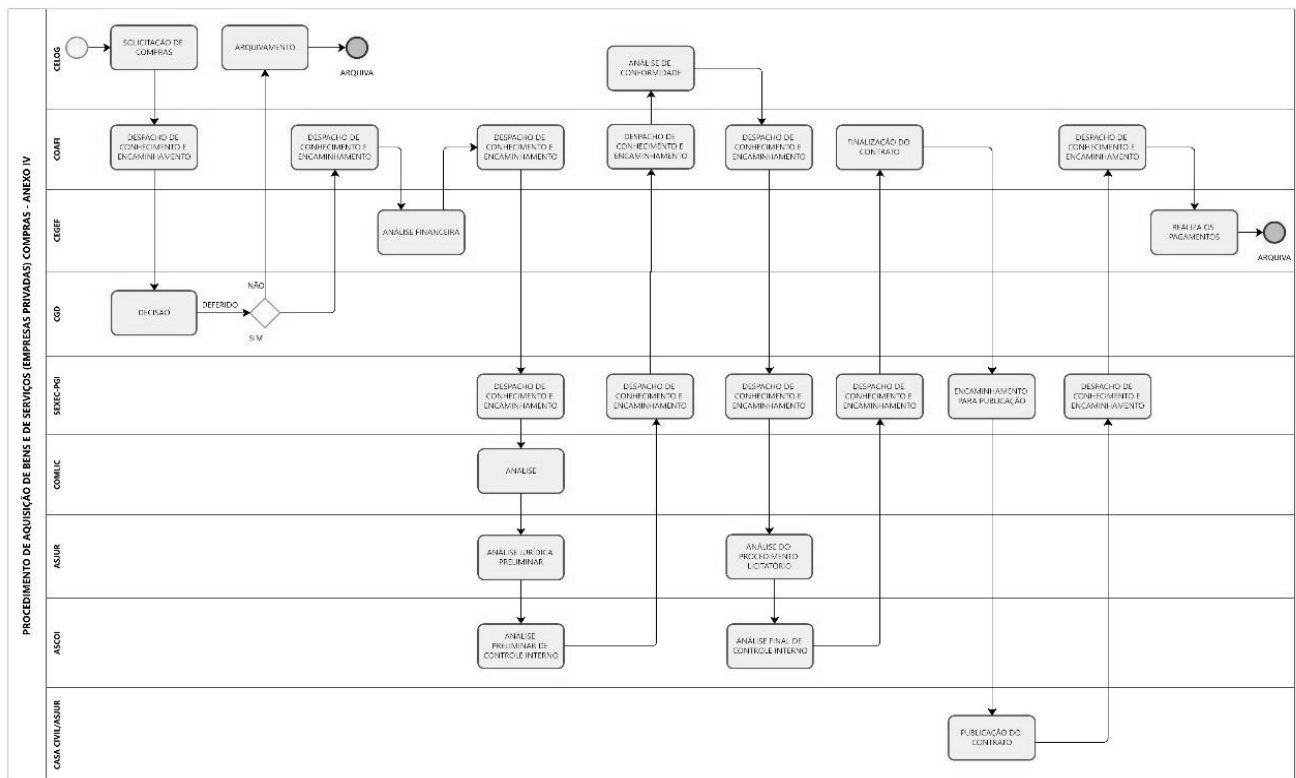 PROCEDIMENTO DE AQUISIÇÃO DE BENS E DE SERVIÇOS (EMPRESAS PRIVADAS) COMPRAS - ANEXO IV
CELOG
SOLICITAÇÃO DE
COMPRAS
ARQUIVAMENTO
ARQUIVA
ANÁLISE DE
CONFORMIDADE
COAFI
DESPACHO DE
CONHECIMENTO E
ENCAMINHAMENTO
DESPACHO DE
CONHECIMENTO E
ENCAMINHAMENTO
DESPACHO DE
CONHECIMENTO E
ENCAMINHAMENTO
DESPACHO DE
CONHECIMENTO E
ENCAMINHAMENTO
DESPACHO DE
CONHECIMENTO E
ENCAMINHAMENTO
FINALIZAÇÃO DO
CONTRATO
DESPACHO DE
CONHECIMENTO E
ENCAMINHAMENTO
CEGEF
ANÁLISE FINANCEIRA
REALIZA OS
PAGAMENTOS
ARQUIVA
CGD
DECISÃO
DEFERIDO
NÃO
SIM
SEXEC-PGI
DESPACHO DE
CONHECIMENTO E
ENCAMINHAMENTO
DESPACHO DE
CONHECIMENTO E
ENCAMINHAMENTO
DESPACHO DE
CONHECIMENTO E
ENCAMINHAMENTO
DESPACHO DE
CONHECIMENTO E
ENCAMINHAMENTO
ENCAMINHAMENTO
PARA PUBLICAÇÃO
DESPACHO DE
CONHECIMENTO E
ENCAMINHAMENTO
COMLIC
ANALISE
ASJUR
ANÁLISE JURÍDICA
PRELIMINAR
ANÁLISE DO
PROCEDIMENTO
LICITATÓRIO
ASCOI
ANÁLISE
PRELIMINAR DE
CONTROLE INTERNO
ANÁLISE FINAL DE
CONTROLE INTERNO
CASA CIVIL/ASJUR
PUBLICAÇÃO DO
CONTRATO